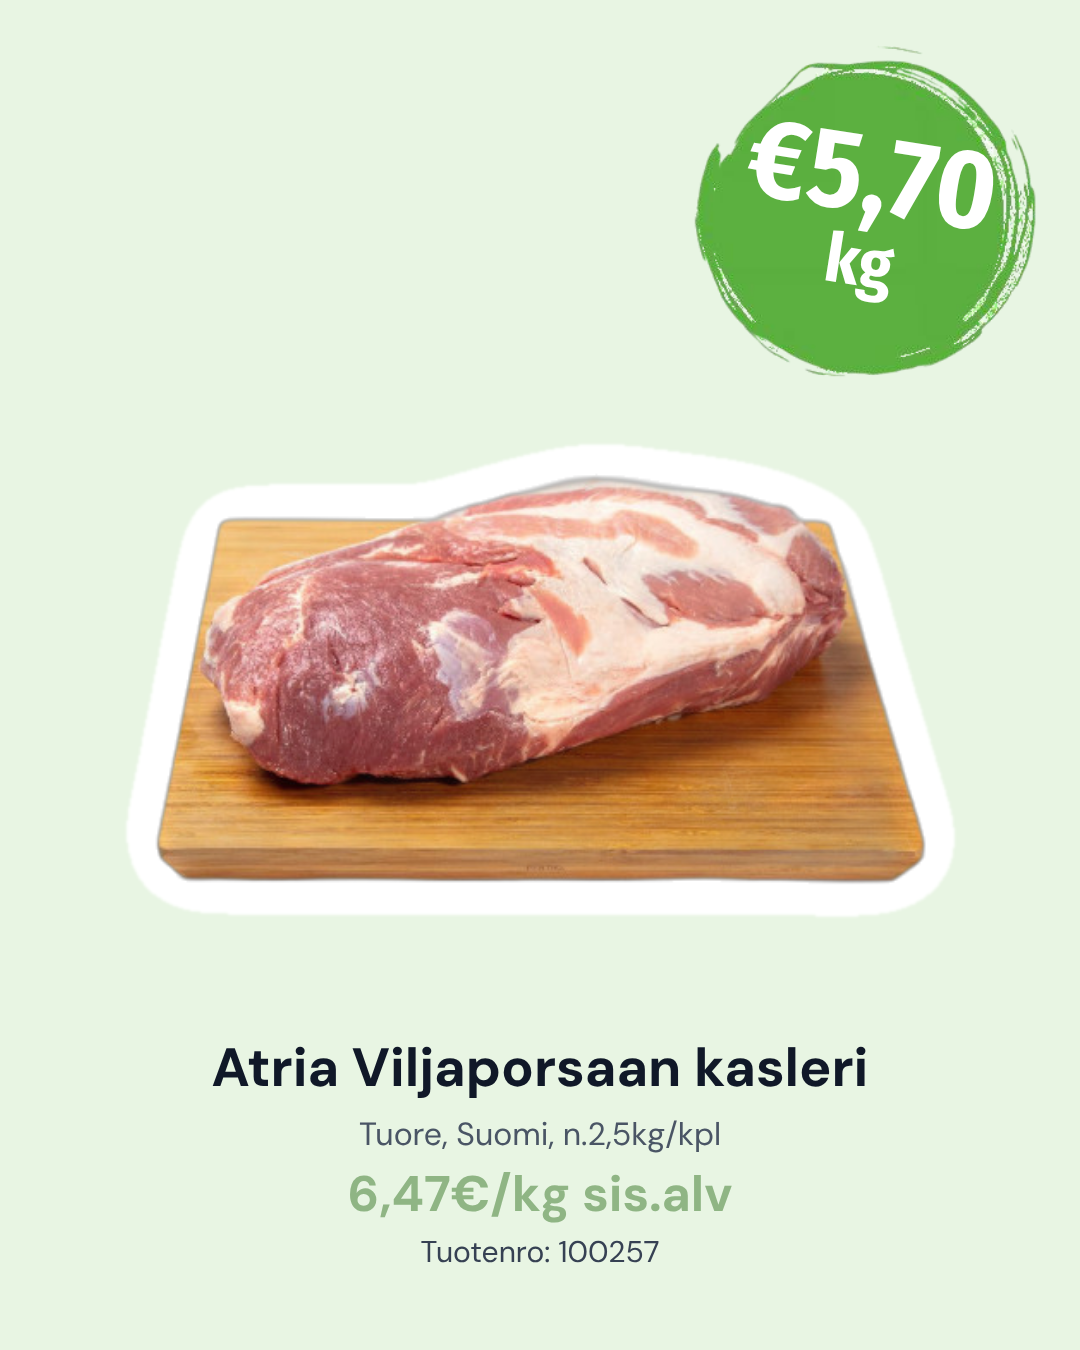 €5,70
kg
Atria Viljaporsaan kasleri
Tuore, Suomi, n.2,5kg/kpl
6,47€/kg sis.alv
Tuotenro: 100257